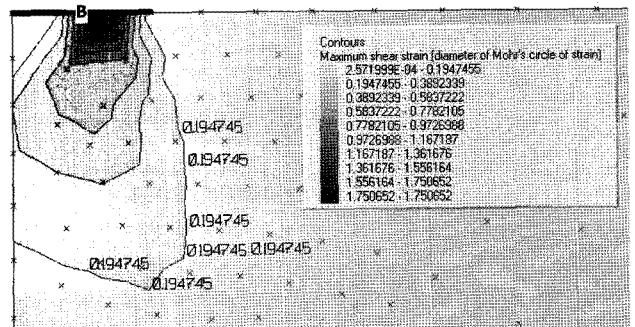 B
Contours
Maximum shear strain [diameter of Mohr's circle of strain]
2.571999E-04 - 0.1947455
0.1947455 - 0.3892339
0.3892339 - 0.5837222
0.5837222 - 0.7782105
0.7782105 - 0.9726988
0.9726988 - 1.167187
1.167187 - 1.361676
1.361676 - 1.556164
1.556164 - 1.750652
1.750652 - 1.750652
0.194745
0.194745
0.194745
0.194745 0.194745
0.194745
0.194745